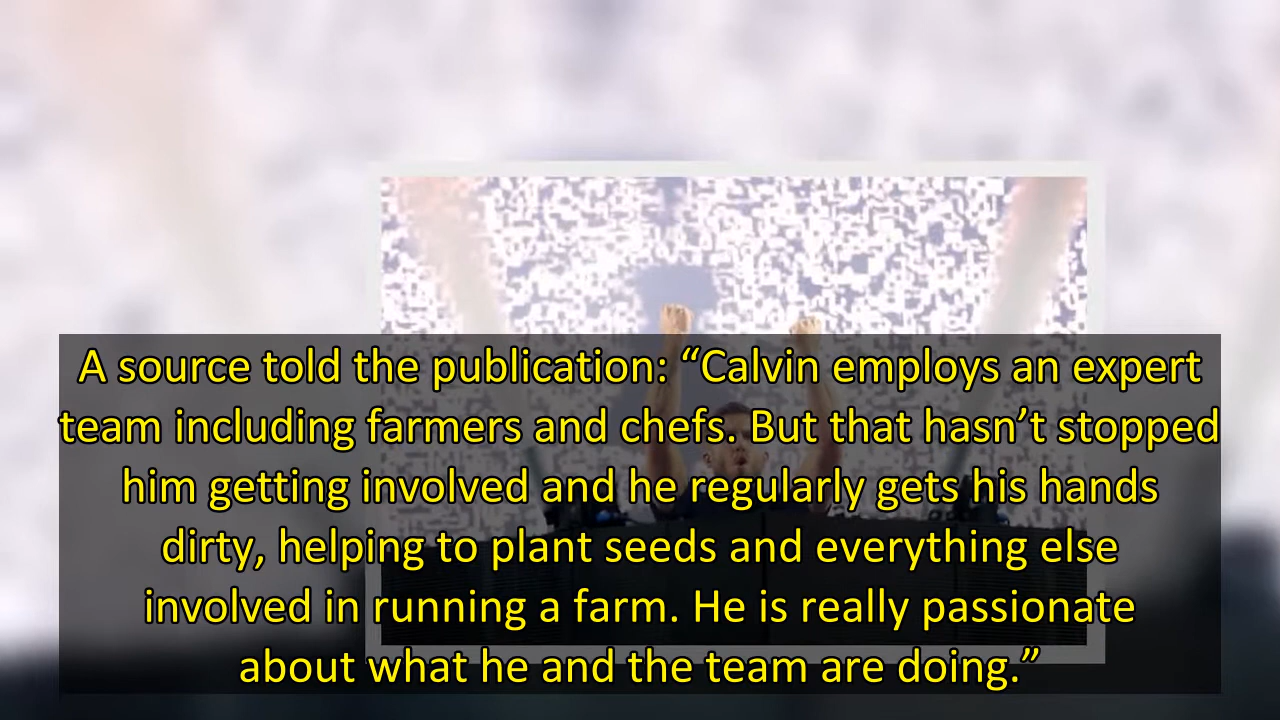 A source told the publication: “Calvin employs an expert
team including farmers and chefs. But that hasn’t stopped
him getting involved and he regularly gets his hands
dirty, helping to plant seeds and everything else
involved in running a farm. He is really passionate
about what he and the team are doing.”